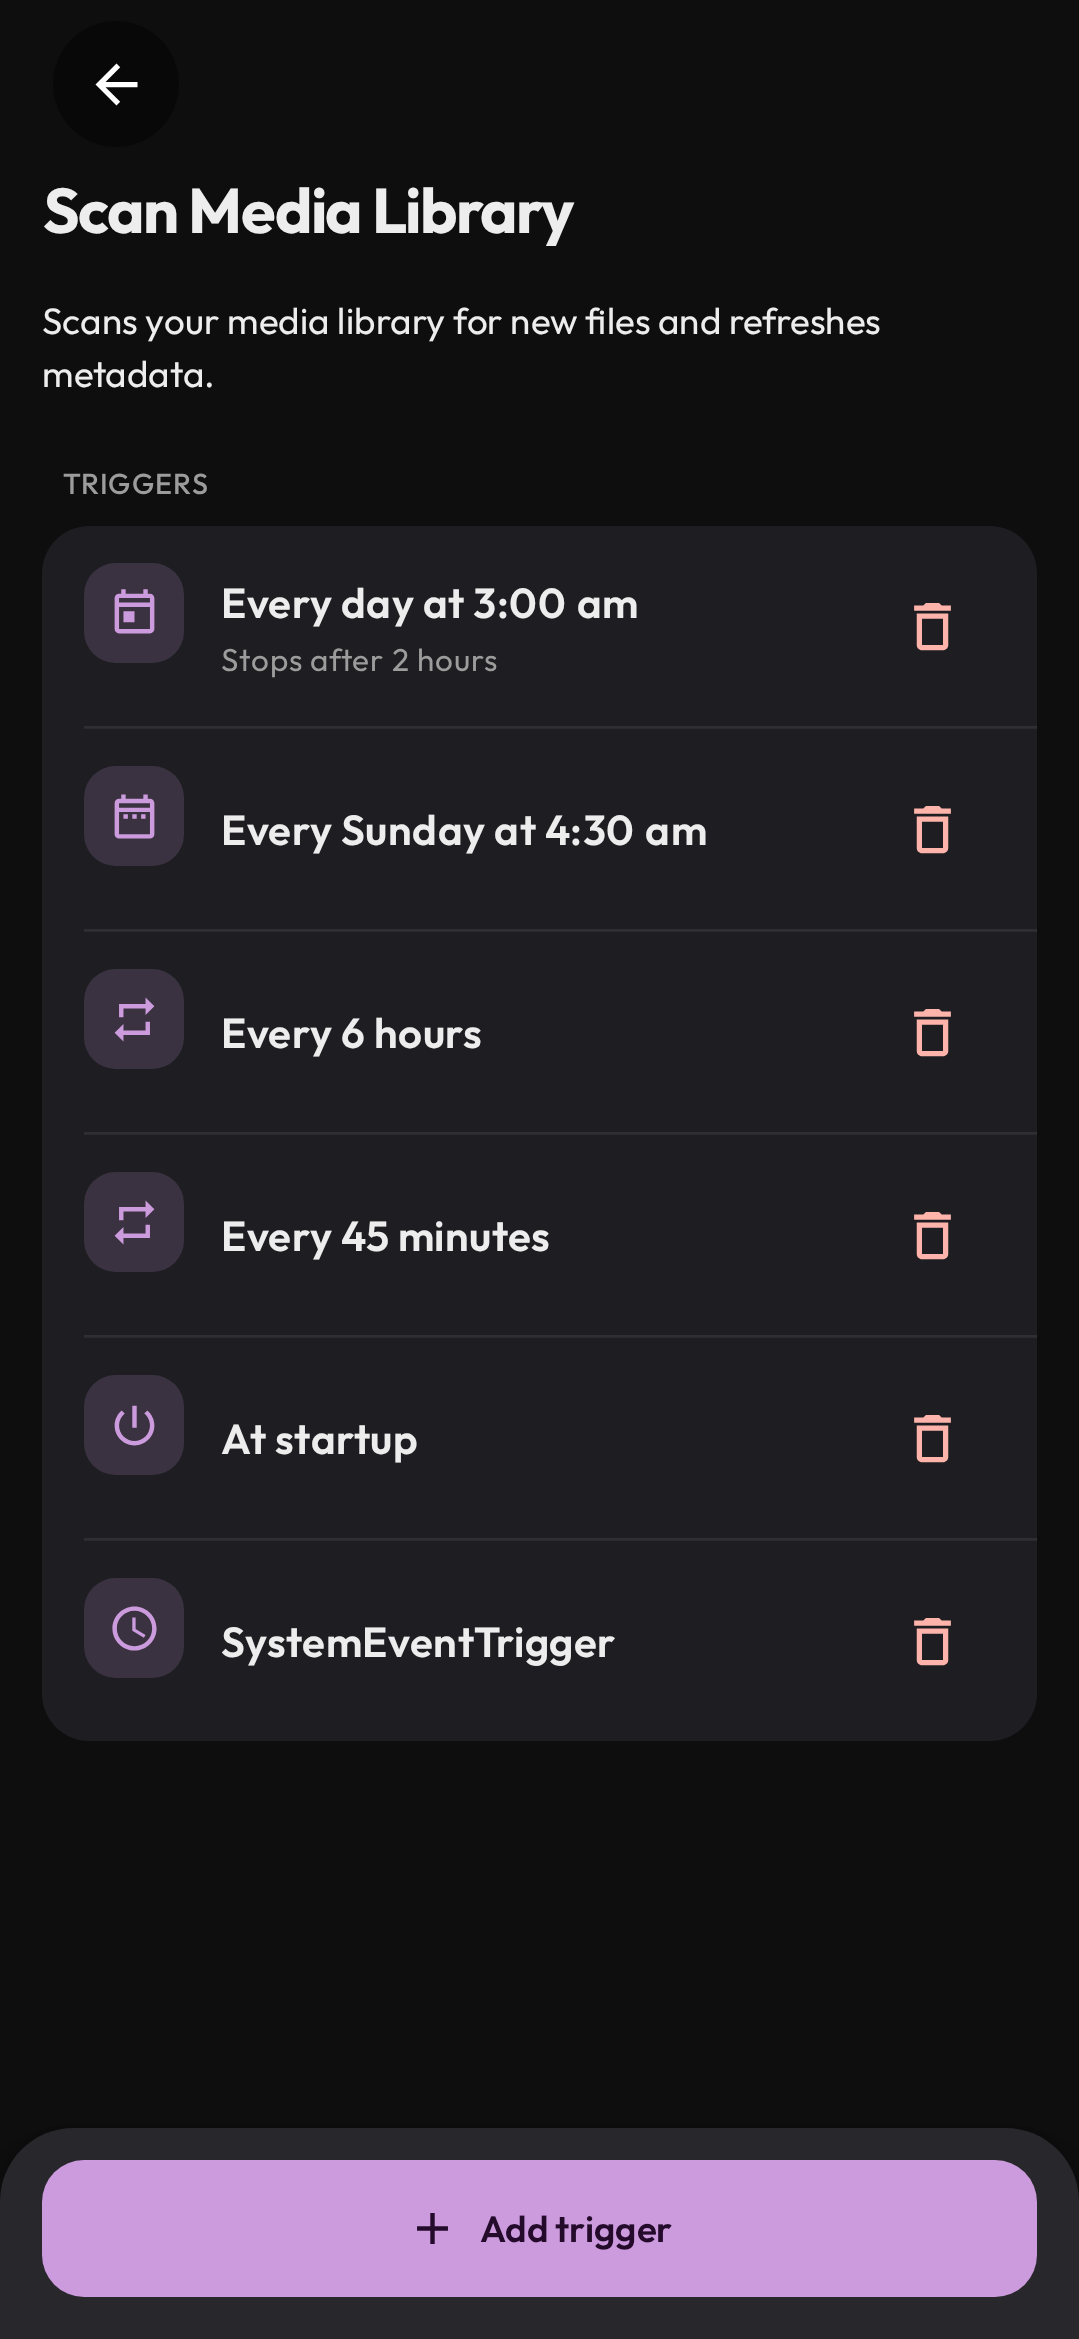 Scan Media Library
Scans your media library for new files and refreshes
metadata.
TRIGGERS
Every day at 3:00 am
Stops after 2 hours
Every Sunday at 4:30 am
Every 6 hours
Every 45 minutes
At startup
SystemEventTrigger
Add trigger